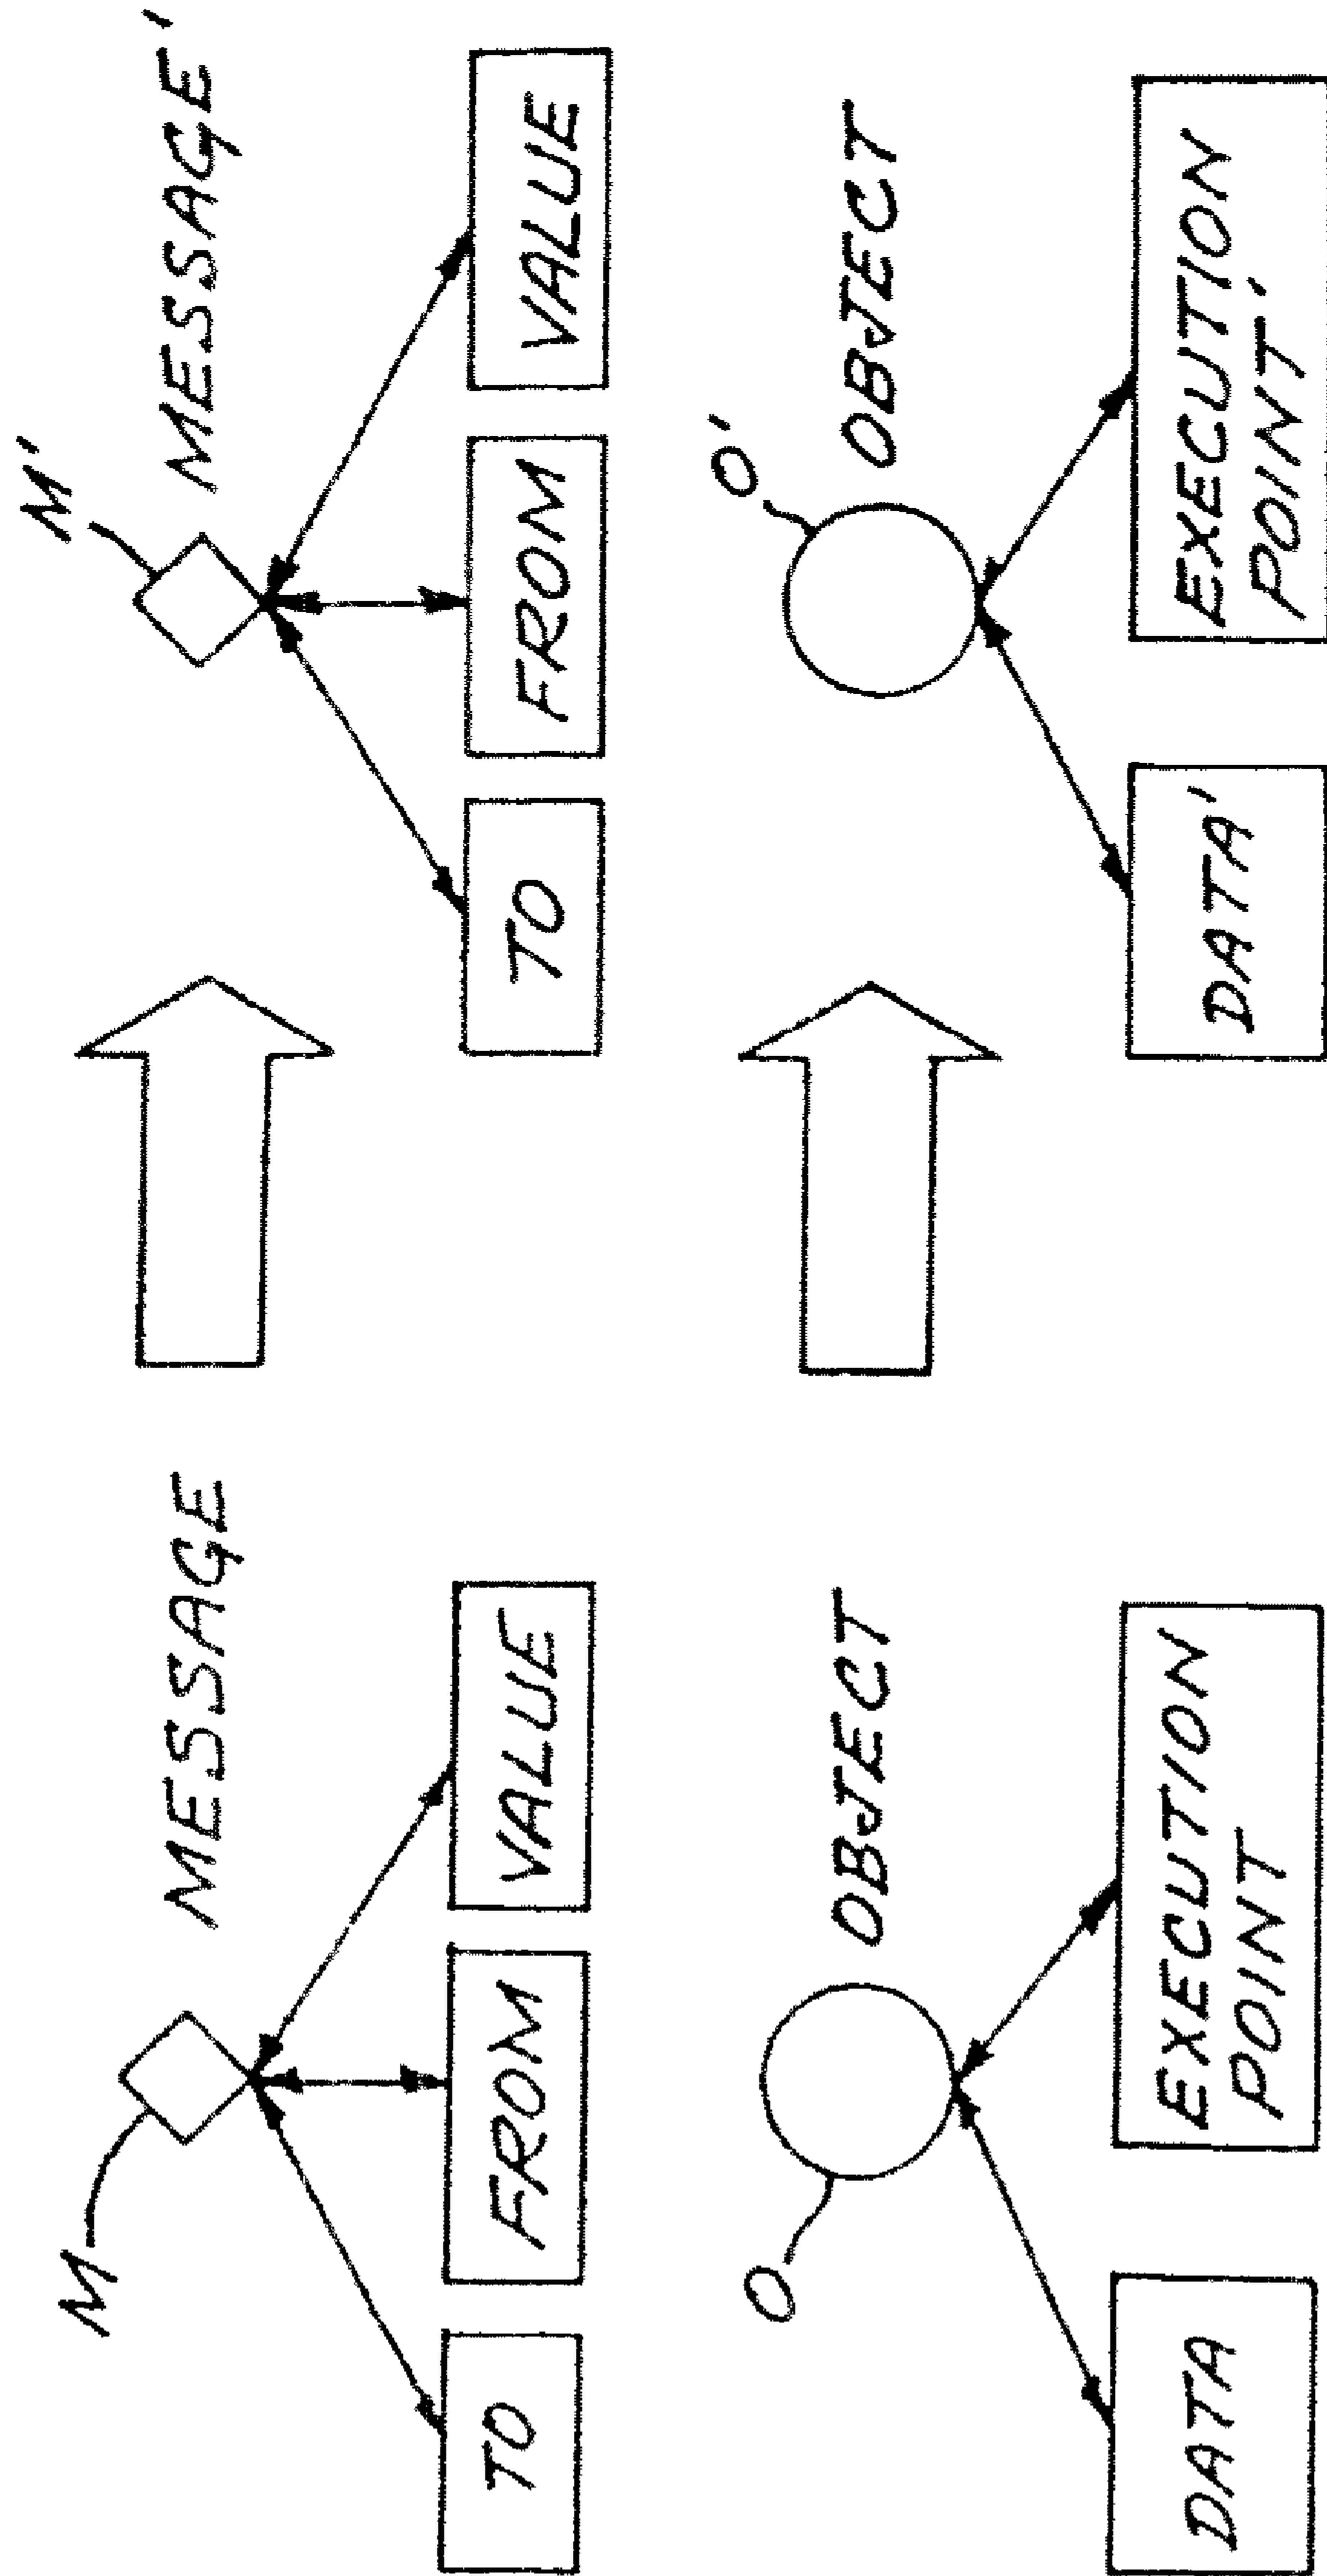 M
MESSAGE
TO
FROM
VALUE
M'
MESSAGE'
TO
FROM
VALUE
O
OBJECT
DATA
EXECUTION
POINT
O'
OBJECT
DATA'
EXECUTION
POINT'